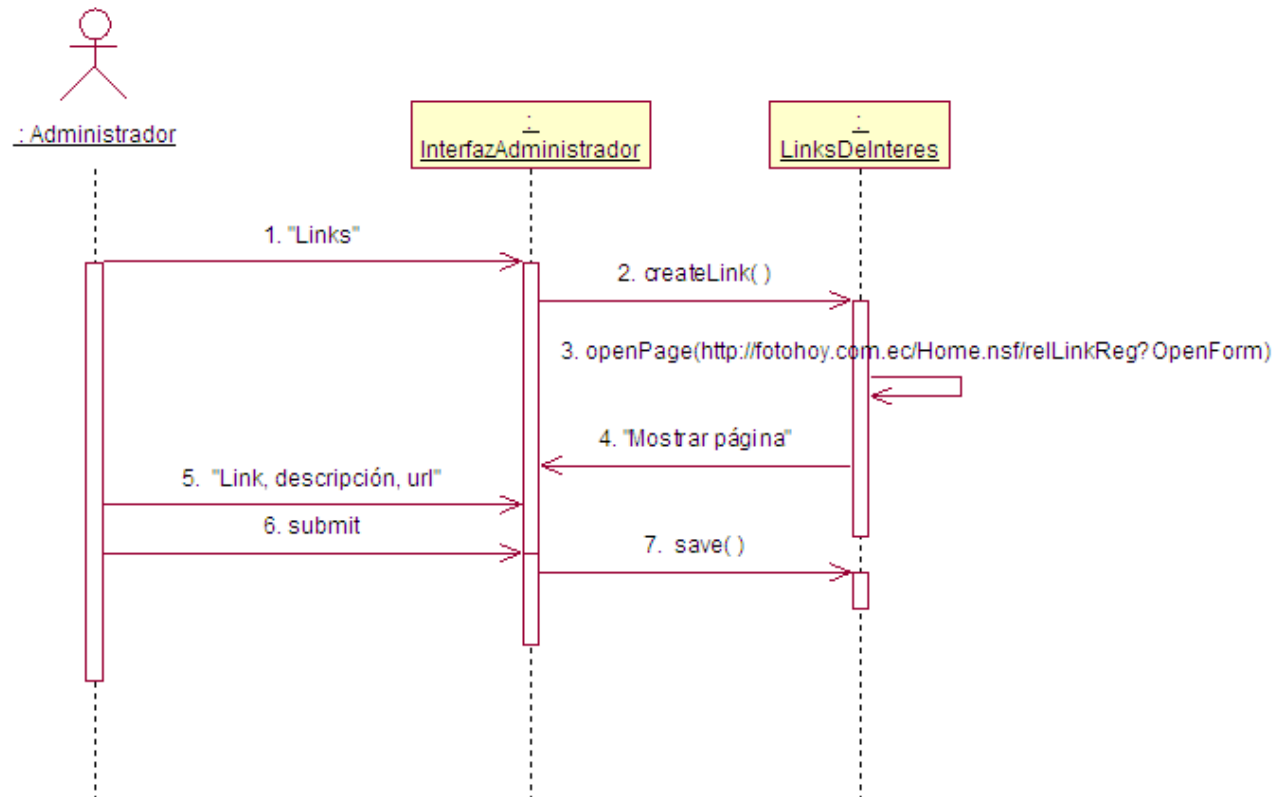 : Administrador
:
InterfazAdministrador
:
LinksDeInteres
1. "Links"
2. createLink( )
3. openPage(http://fotohoy.com.ec/Home.nsf/relLinkReg?OpenForm)
4. "Mostrar página"
5. "Link, descripción, url"
6. submit
7. save( )